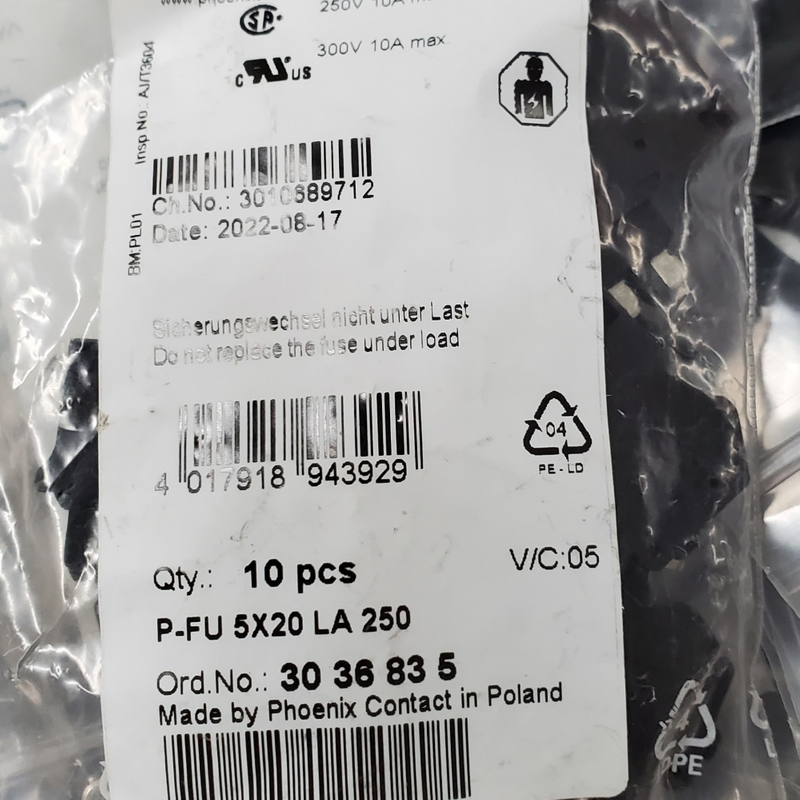 250V 10A
300V 10A max
c us
Insp No: A/IT3604
BM:PL01
Ch.No.: 3010689712
Date: 2022-08-17
Sicherungswechsel nicht unter Last
Do not replace the fuse under load
04
PE-LD
4 017918 943929
Qty.: 10 pcs
V/C:05
P-FU 5X20 LA 250
Ord.No.: 30 36 83 5
Made by Phoenix Contact in Poland